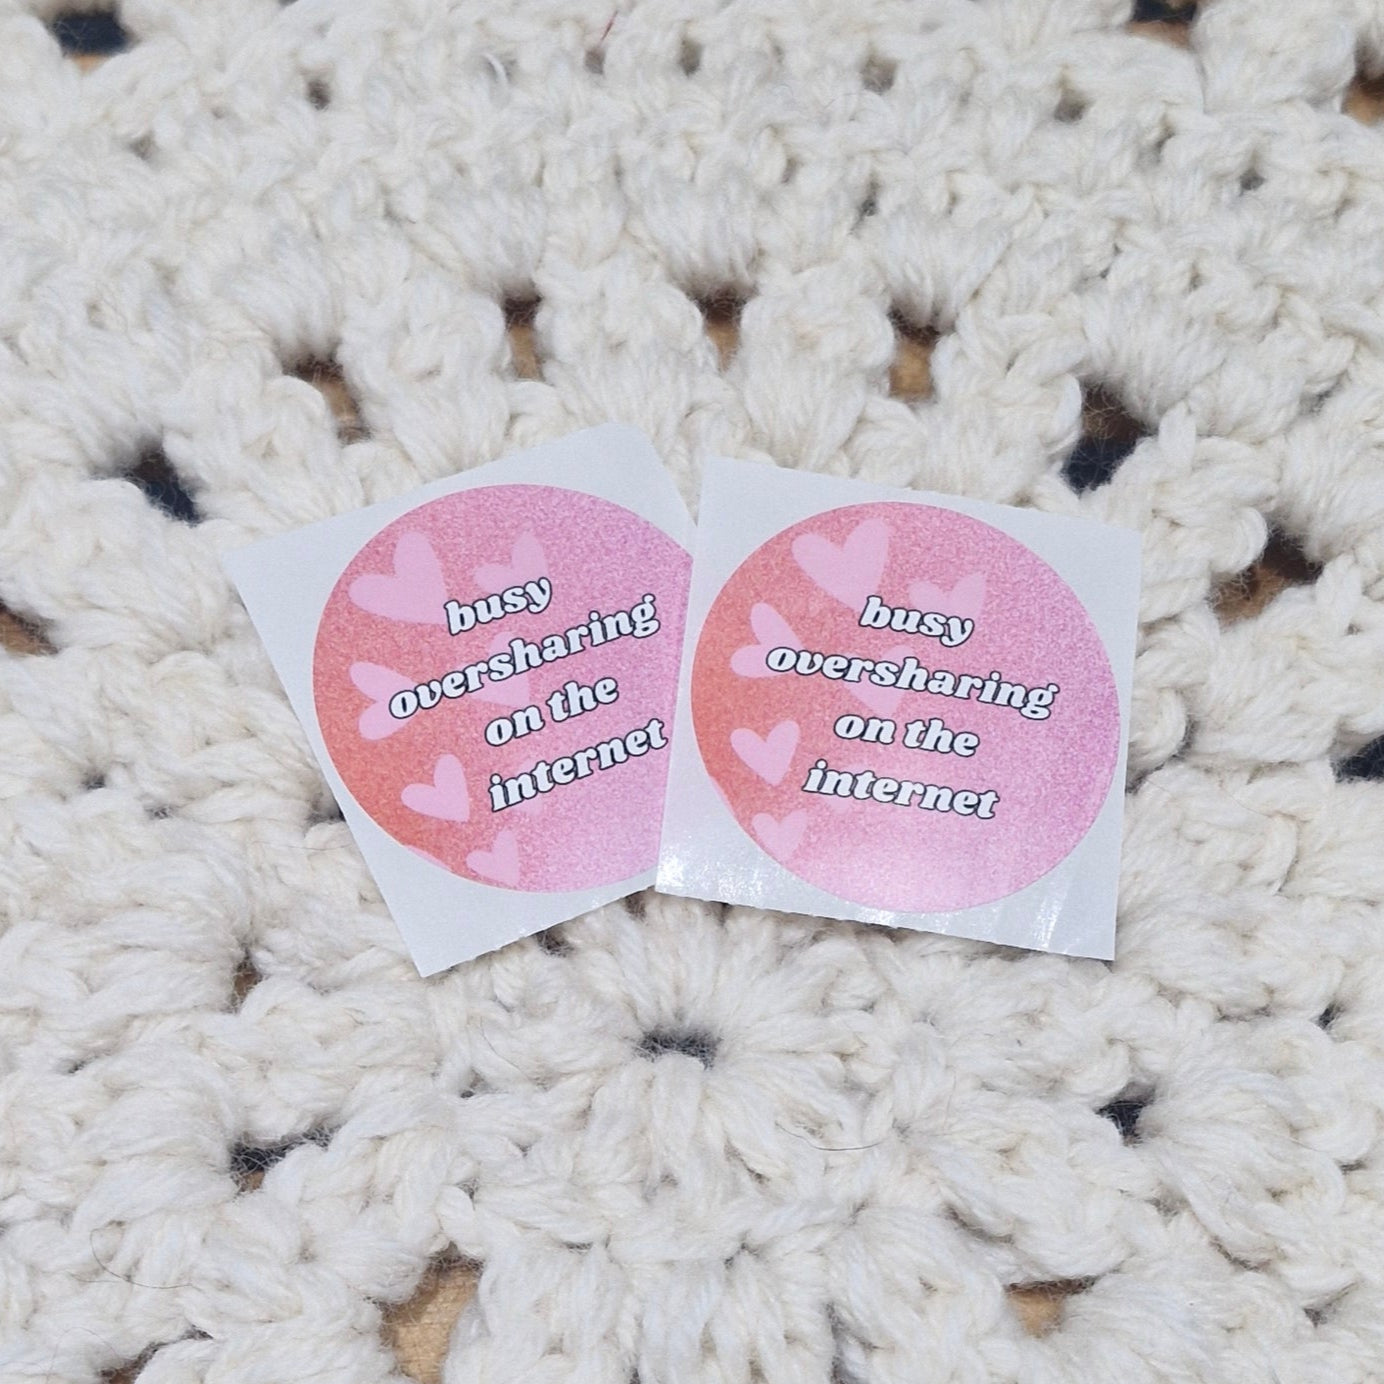 busy
oversharing
on the
internet
busy
oversharing
on the
internet